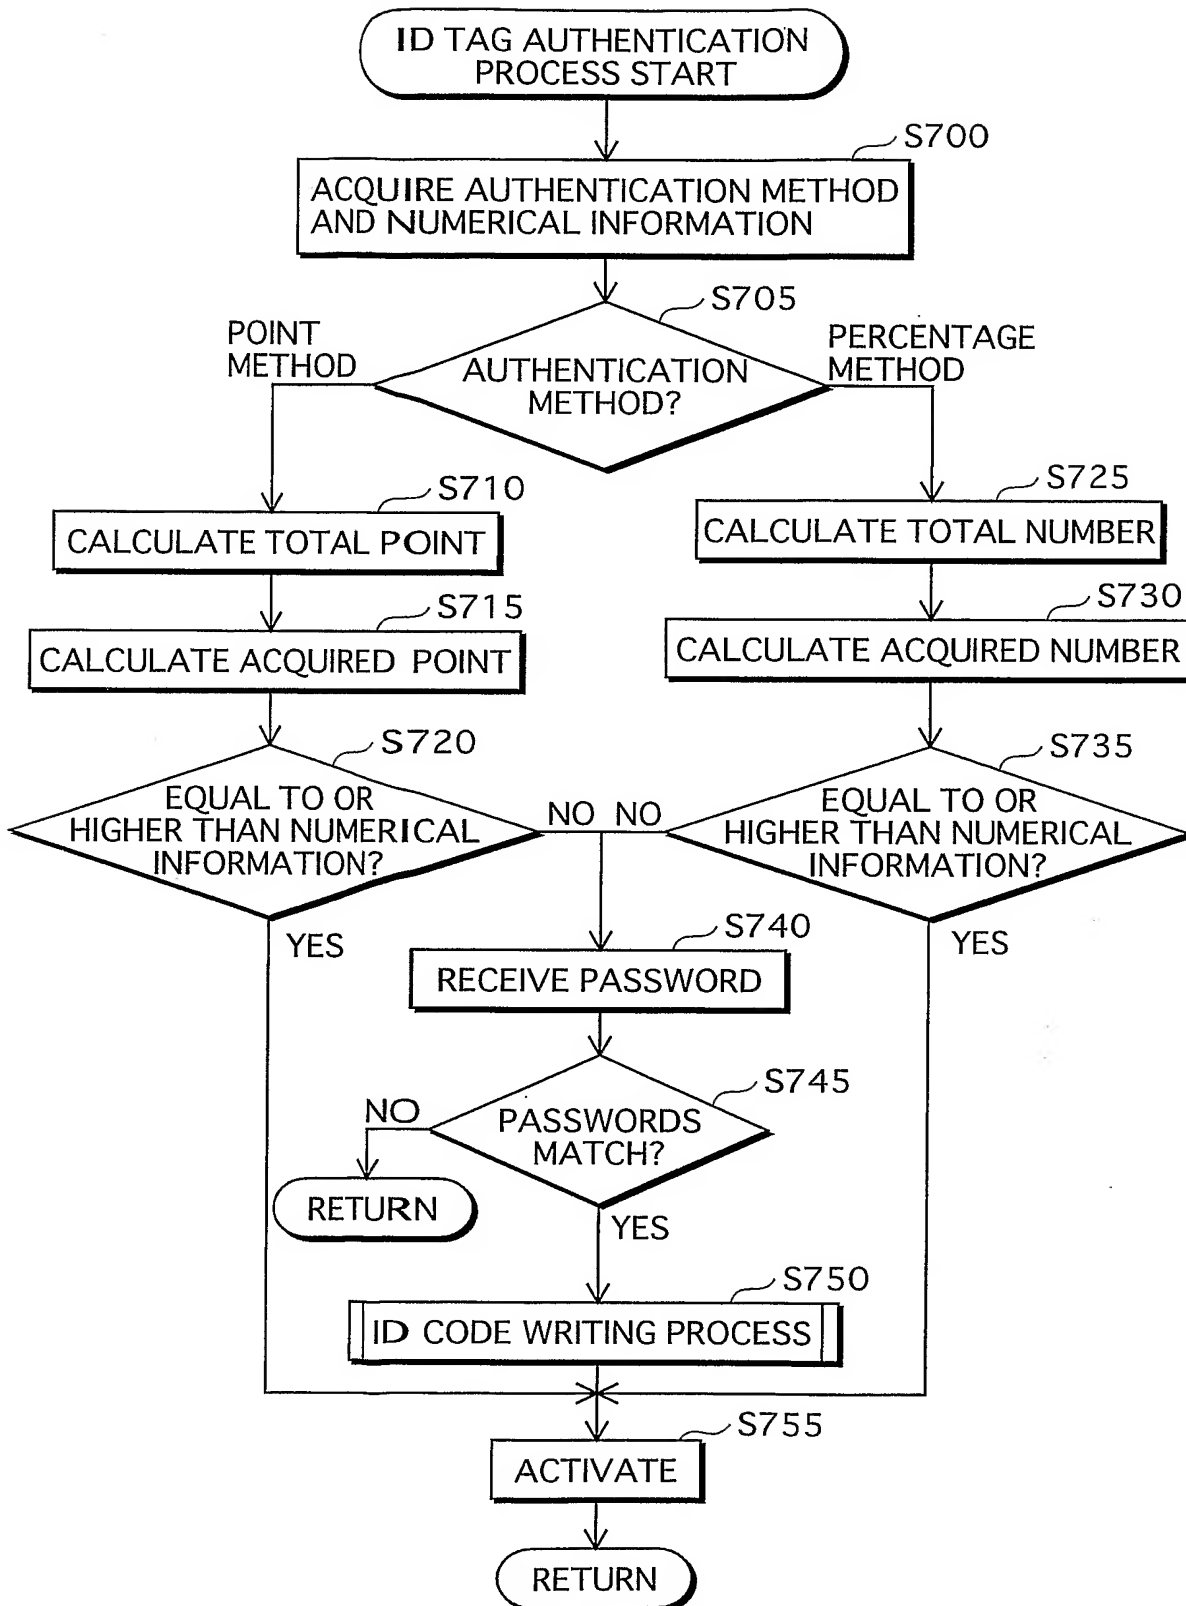 ID TAG AUTHENTICATION
PROCESS START
S700
ACQUIRE AUTHENTICATION METHOD
AND NUMERICAL INFORMATION
S705
POINT
METHOD
AUTHENTICATION
METHOD?
PERCENTAGE
METHOD
S710
CALCULATE TOTAL POINT
S725
CALCULATE TOTAL NUMBER
S715
CALCULATE ACQUIRED POINT
S730
CALCULATE ACQUIRED NUMBER
S720
EQUAL TO OR
HIGHER THAN NUMERICAL
INFORMATION?
NO NO
S735
EQUAL TO OR
HIGHER THAN NUMERICAL
INFORMATION?
YES
YES
S740
RECEIVE PASSWORD
S745
PASSWORDS
MATCH?
NO
RETURN
YES
S750
ID CODE WRITING PROCESS
S755
ACTIVATE
RETURN